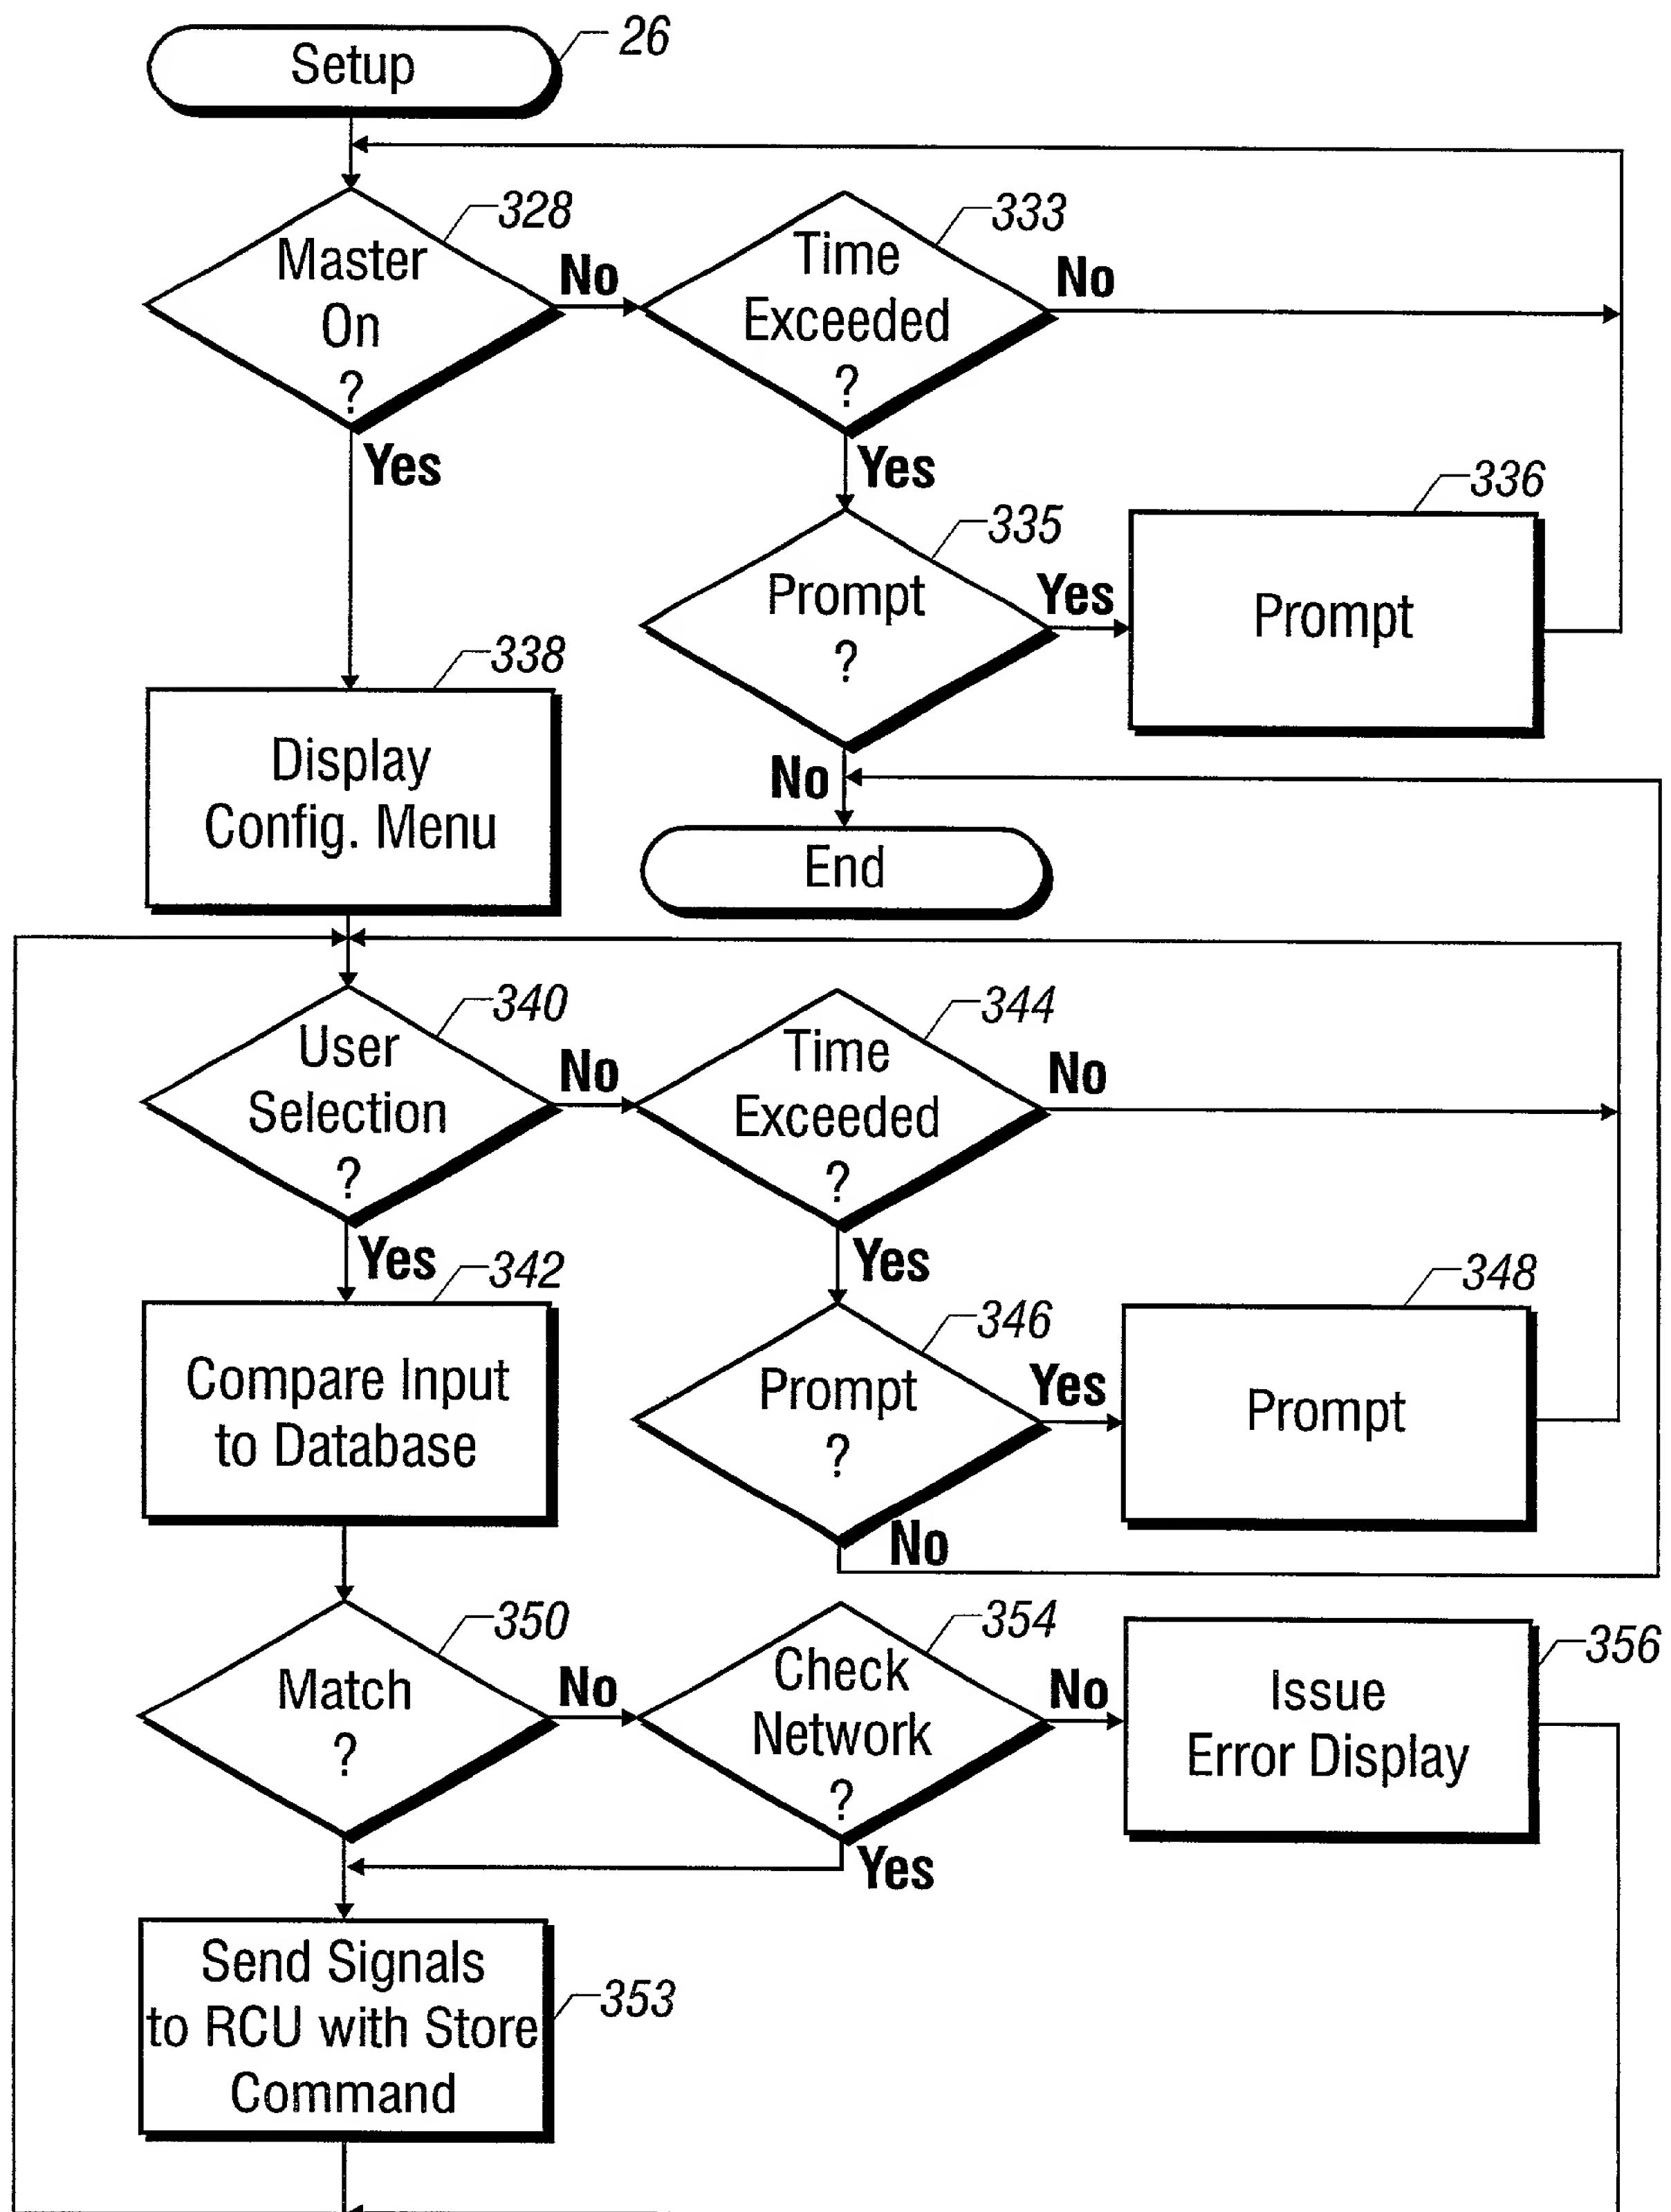 Setup
26
Master
On
?
328
No
Time
Exceeded
?
333
No
Yes
Yes
Prompt
?
335
Yes
Prompt
336
No
End
Display
Config. Menu
338
User
Selection
?
340
No
Time
Exceeded
?
344
No
Yes
Yes
Compare Input
to Database
342
Prompt
?
346
Yes
Prompt
348
No
Match
?
350
No
Check
Network
?
354
No
Issue
Error Display
356
Yes
Send Signals
to RCU with Store
Command
353